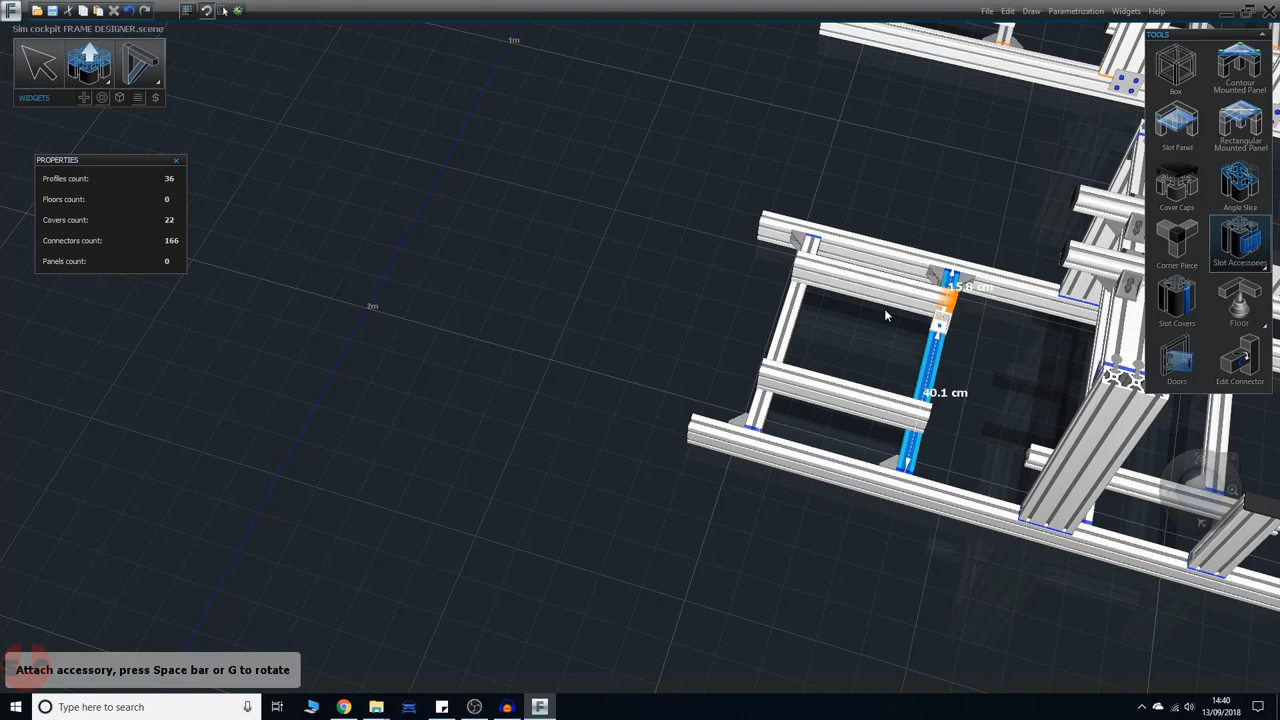 File Edit Draw Parametrization Widgets Help
Sim cockpit FRAME DESIGNER.scene
WIDGETS
$
PROPERTIES
Profiles count: 36
Floors count: 0
Covers count: 22
Connectors count: 166
Panels count: 0
1m
2m
15.8 cm
40.1 cm
TOOLS
Box
Contour
Mounted Panel
Slot Panel
Rectangular
Mounted Panel
Cover Caps
Angle Slice
Corner Piece
Slot Accessories
Slot Covers
Floor
Doors
Edit Connector
Attach accessory, press Space bar or G to rotate
Type here to search
14:40
13/09/2018